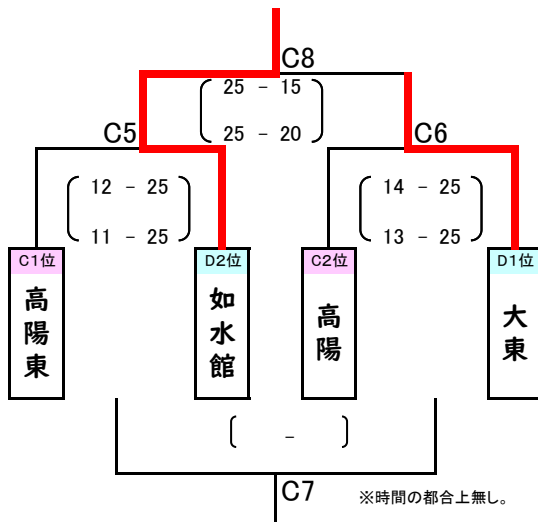 C8
25 - 15
25 - 20
C5
C6
12 - 25
11 - 25
14 - 25
13 - 25
C1位
D2位
C2位
D1位
高陽東
如水館
高陽
大東
-
C7
※時間の都合上無し。